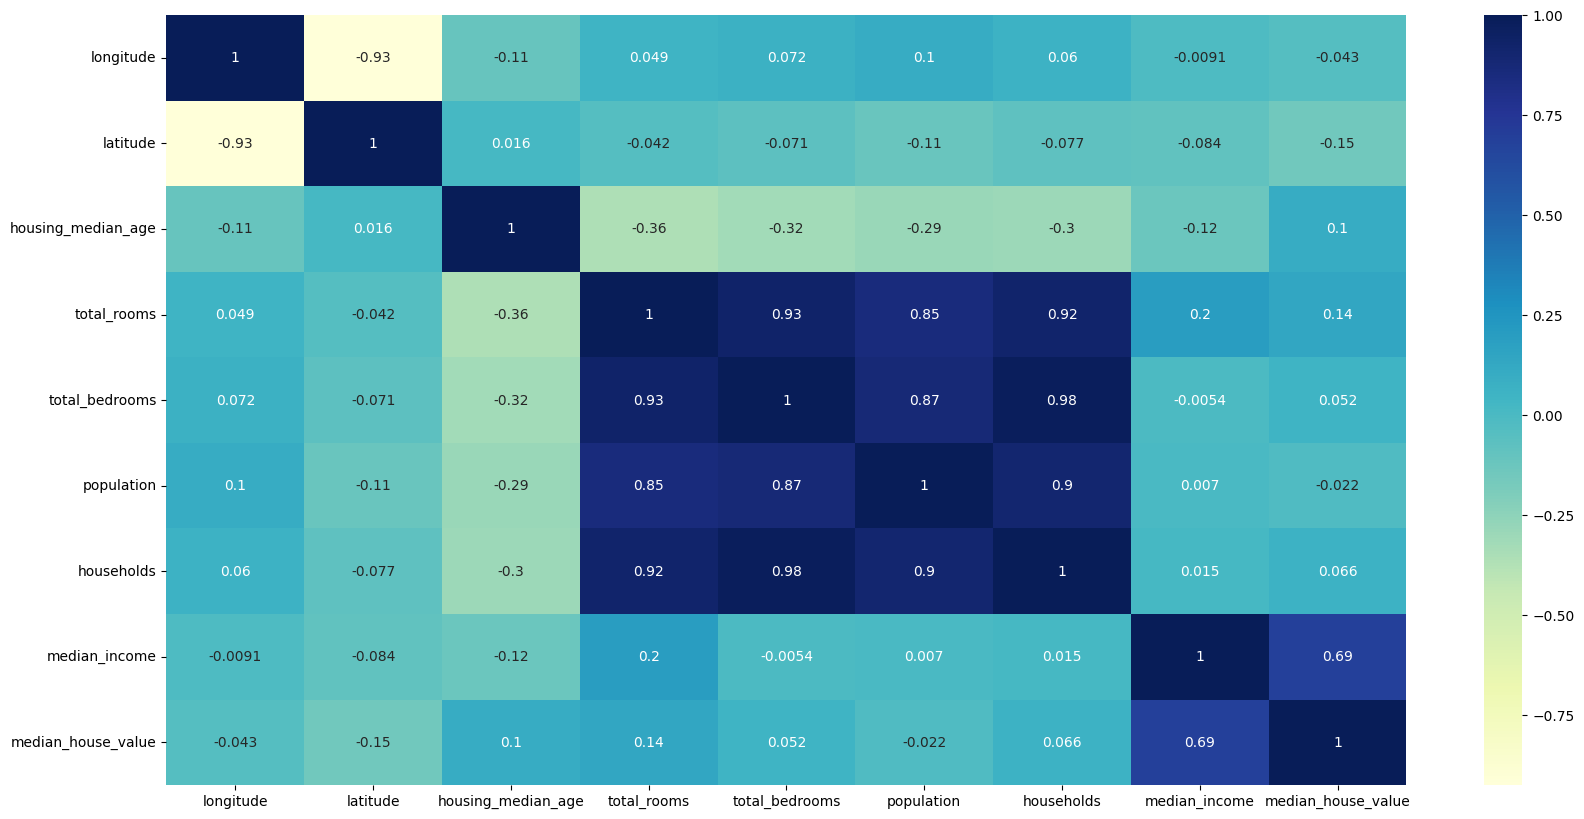 longitude 1 -0.93 -0.11 0.049 0.072 0.1 0.06 -0.0091 -0.043
latitude -0.93 1 0.016 -0.042 -0.071 -0.11 -0.077 -0.084 -0.15
housing_median_age -0.11 0.016 1 -0.36 -0.32 -0.29 -0.3 -0.12 0.1
total_rooms 0.049 -0.042 -0.36 1 0.93 0.85 0.92 0.2 0.14
total_bedrooms 0.072 -0.071 -0.32 0.93 1 0.87 0.98 -0.0054 0.052
population 0.1 -0.11 -0.29 0.85 0.87 1 0.9 0.007 -0.022
households 0.06 -0.077 -0.3 0.92 0.98 0.9 1 0.015 0.066
median_income -0.0091 -0.084 -0.12 0.2 -0.0054 0.007 0.015 1 0.69
median_house_value -0.043 -0.15 0.1 0.14 0.052 -0.022 0.066 0.69 1
longitude latitude housing_median_age total_rooms total_bedrooms population households median_income median_house_value
1.00
0.75
0.50
0.25
0.00
−0.25
−0.50
−0.75